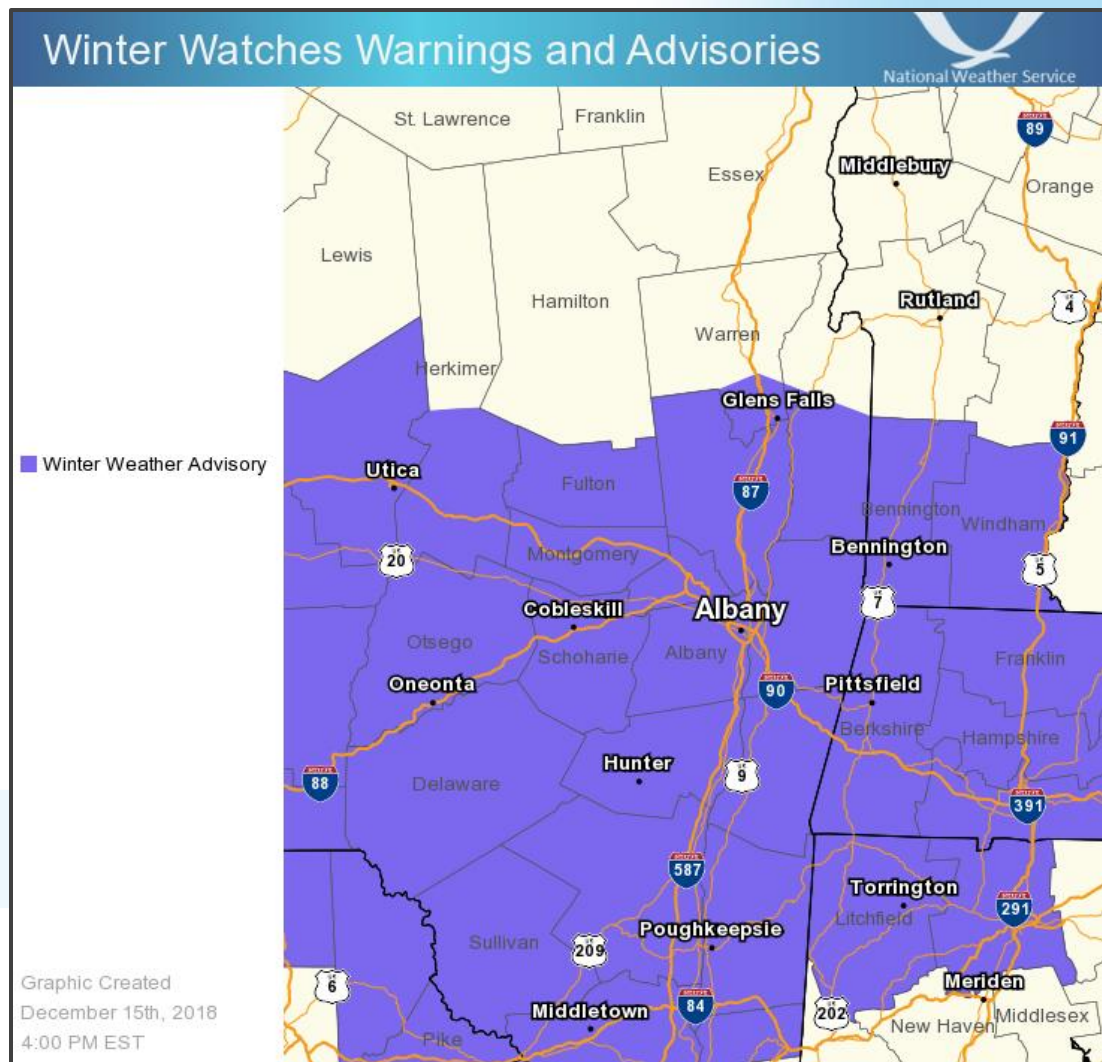 Winter Watches Warnings and Advisories
National Weather Service
St. Lawrence
Franklin
89
Middlebury
Essex
Orange
Lewis
Hamilton
Rutland
4
Warren
Herkimer
Glens Falls
91
Winter Weather Advisory
Utica
Fulton
87
Bennington
Windham
Montgomery
Bennington
20
5
Cobleskill
Albany
7
Otsego
Schoharie
Albany
Franklin
Oneonta
90
Pittsfield
Berkshire
Hampshire
Hunter
9
88
Delaware
391
587
Torrington
291
Litchfield
Poughkeepsie
Sullivan
209
Graphic Created
6
Meriden
December 15th, 2018
Middletown
84
202
Middlesex
New Haven
Pike
4:00 PM EST